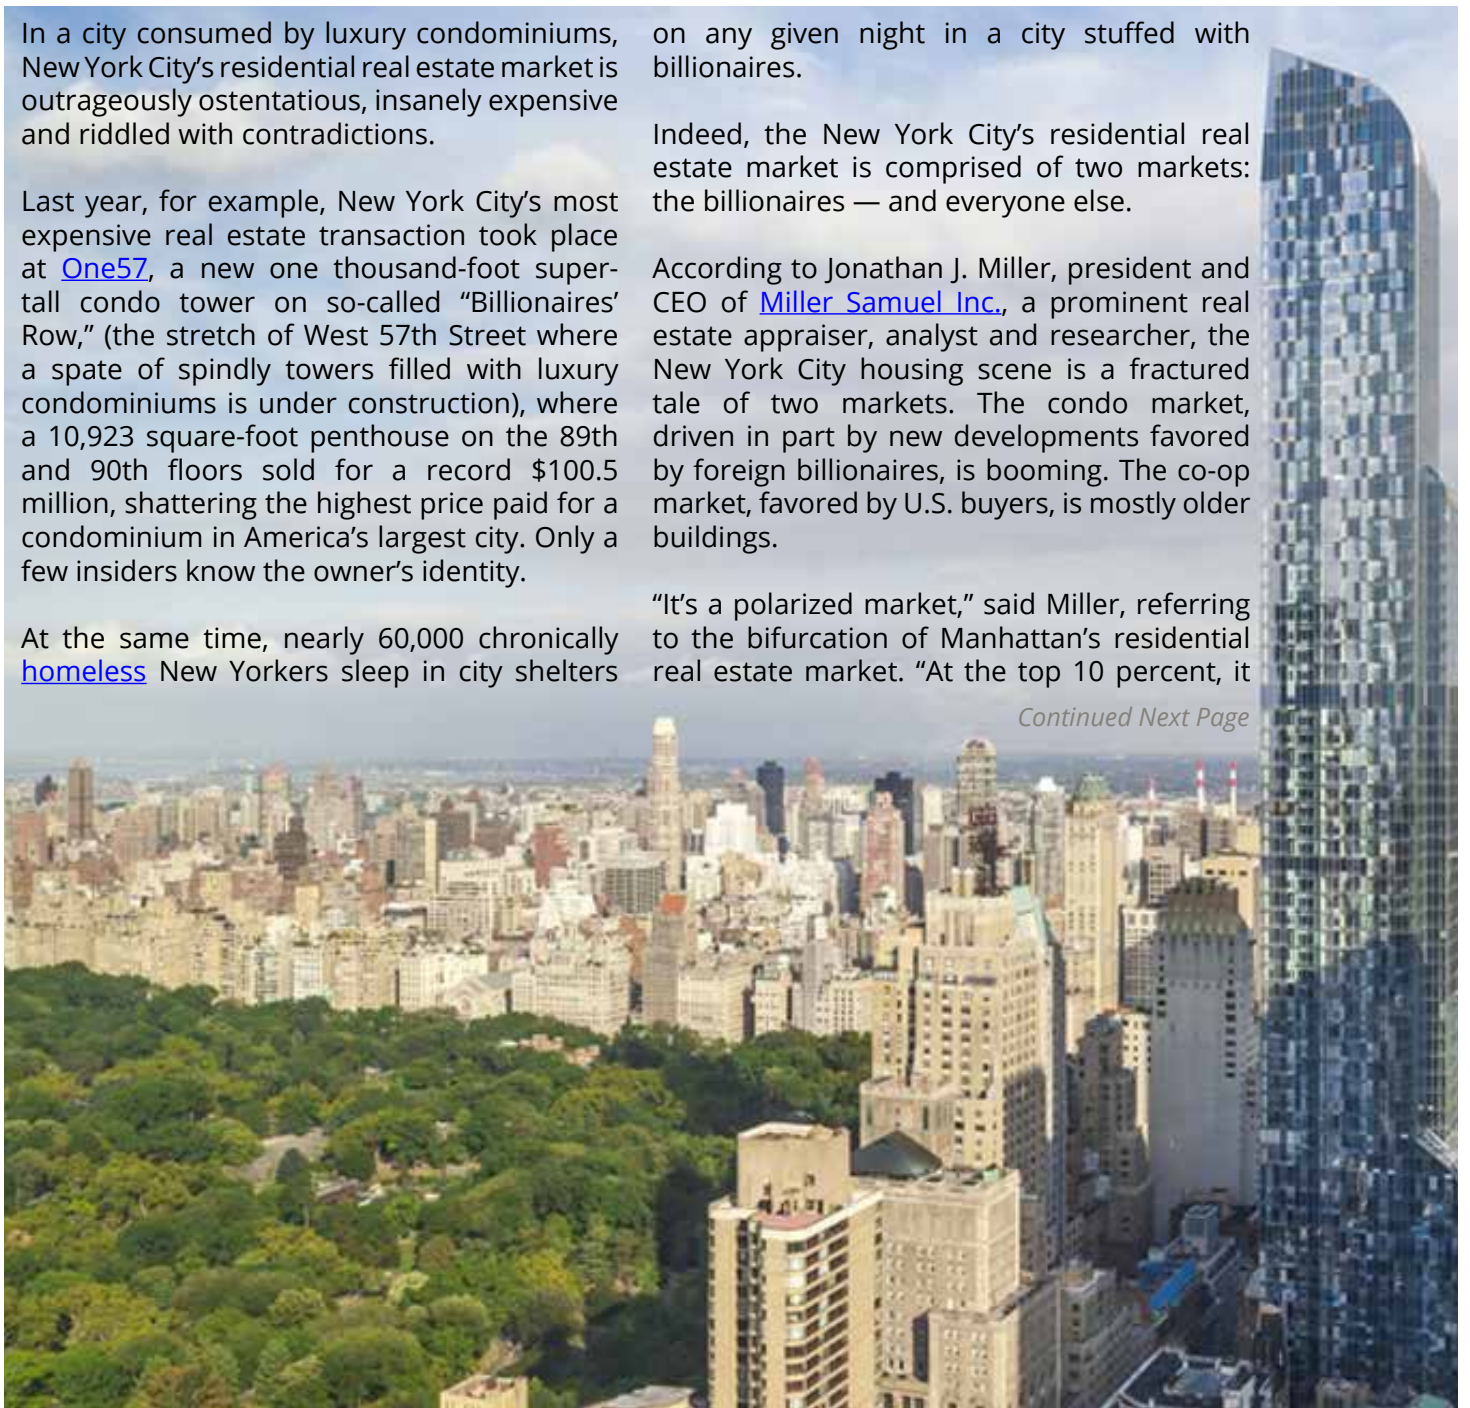 In a city consumed by luxury condominiums,
New York City’s residential real estate market is
outrageously ostentatious, insanely expensive
and riddled with contradictions.
Last year, for example, New York City’s most
expensive real estate transaction took place
at One57, a new one thousand-foot super-
tall condo tower on so-called “Billionaires’
Row,” (the stretch of West 57th Street where
a spate of spindly towers filled with luxury
condominiums is under construction), where
a 10,923 square-foot penthouse on the 89th
and 90th floors sold for a record $100.5
million, shattering the highest price paid for a
condominium in America’s largest city. Only a
few insiders know the owner’s identity.
At the same time, nearly 60,000 chronically
homeless New Yorkers sleep in city shelters
on any given night in a city stuffed with
billionaires.
Indeed, the New York City’s residential real
estate market is comprised of two markets:
the billionaires — and everyone else.
According to Jonathan J. Miller, president and
CEO of Miller Samuel Inc., a prominent real
estate appraiser, analyst and researcher, the
New York City housing scene is a fractured
tale of two markets. The condo market,
driven in part by new developments favored
by foreign billionaires, is booming. The co-op
market, favored by U.S. buyers, is mostly older
buildings.
“It’s a polarized market,” said Miller, referring
to the bifurcation of Manhattan’s residential
real estate market. “At the top 10 percent, it
Continued Next Page